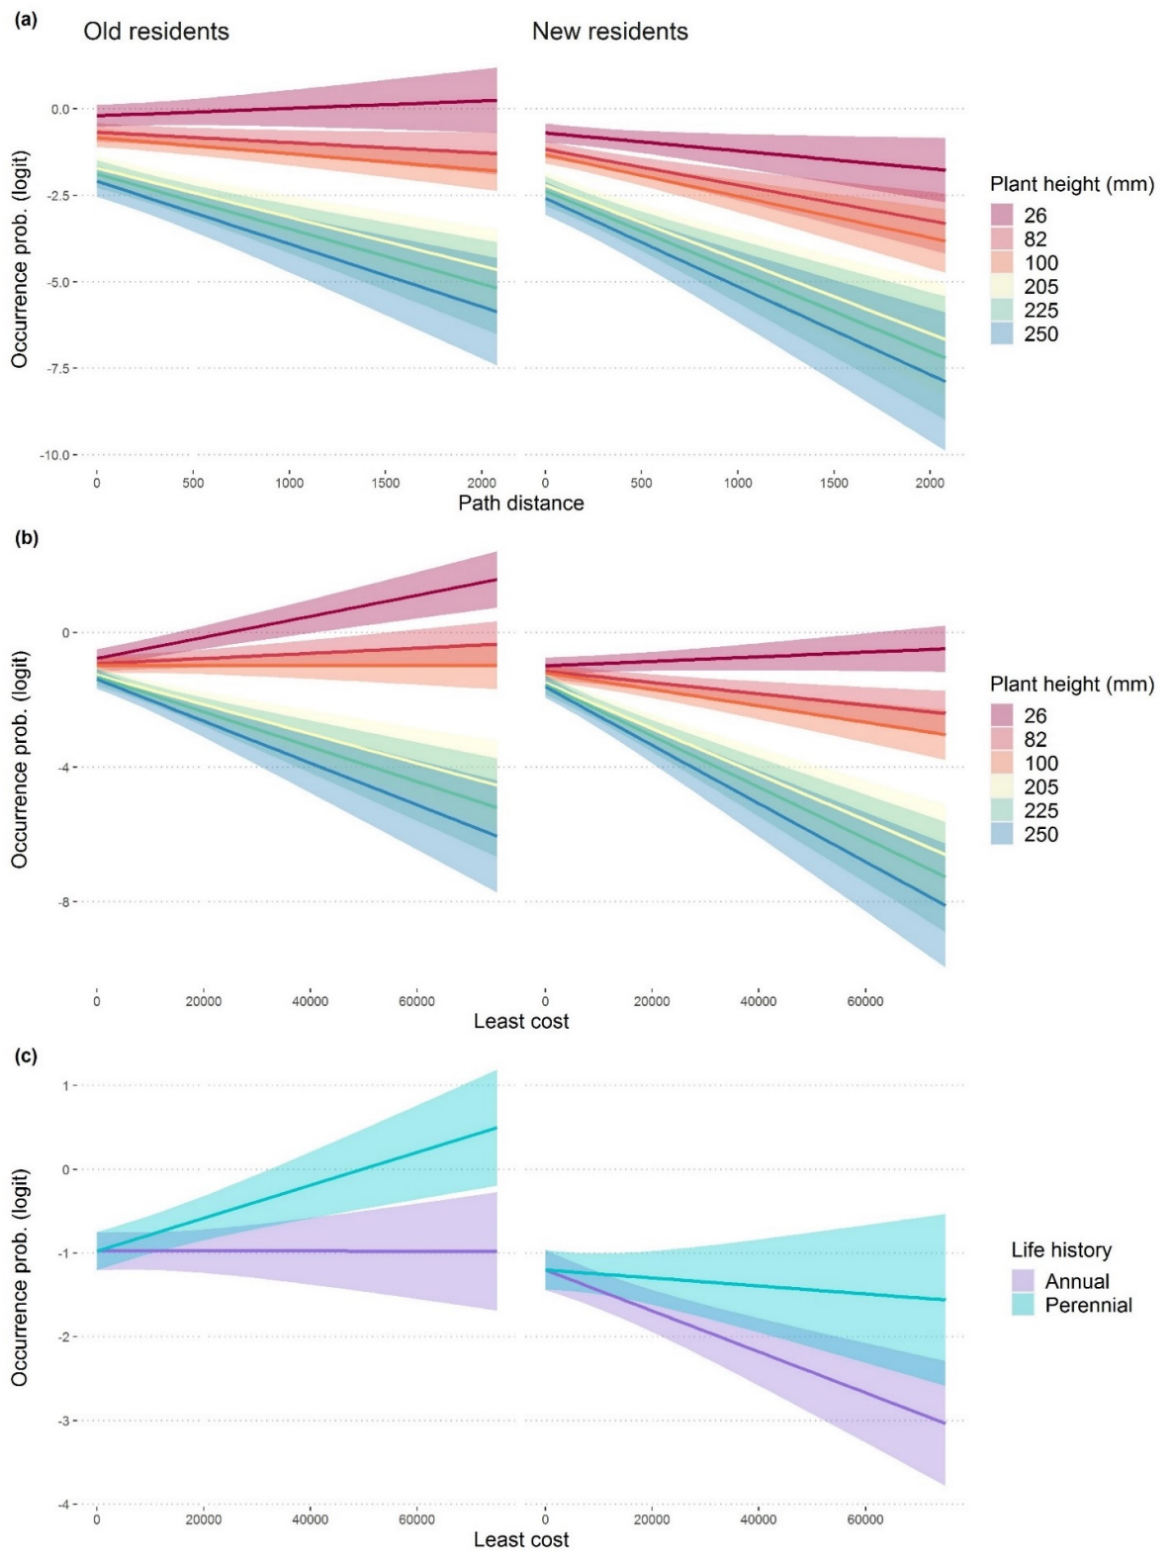 (a)
Old residents
New residents
Occurrence prob. (logit)
0.0
-2.5
-5.0
-7.5
-10.0
0 500 1000 1500 2000
0 500 1000 1500 2000
Path distance
Plant height (mm)
26
82
100
205
225
250
(b)
Occurrence prob. (logit)
0
-4
-8
0 20000 40000 60000
0 20000 40000 60000
Least cost
Plant height (mm)
26
82
100
205
225
250
(c)
Occurrence prob. (logit)
1
0
-1
-2
-3
-4
0 20000 40000 60000
0 20000 40000 60000
Least cost
Life history
Annual
Perennial